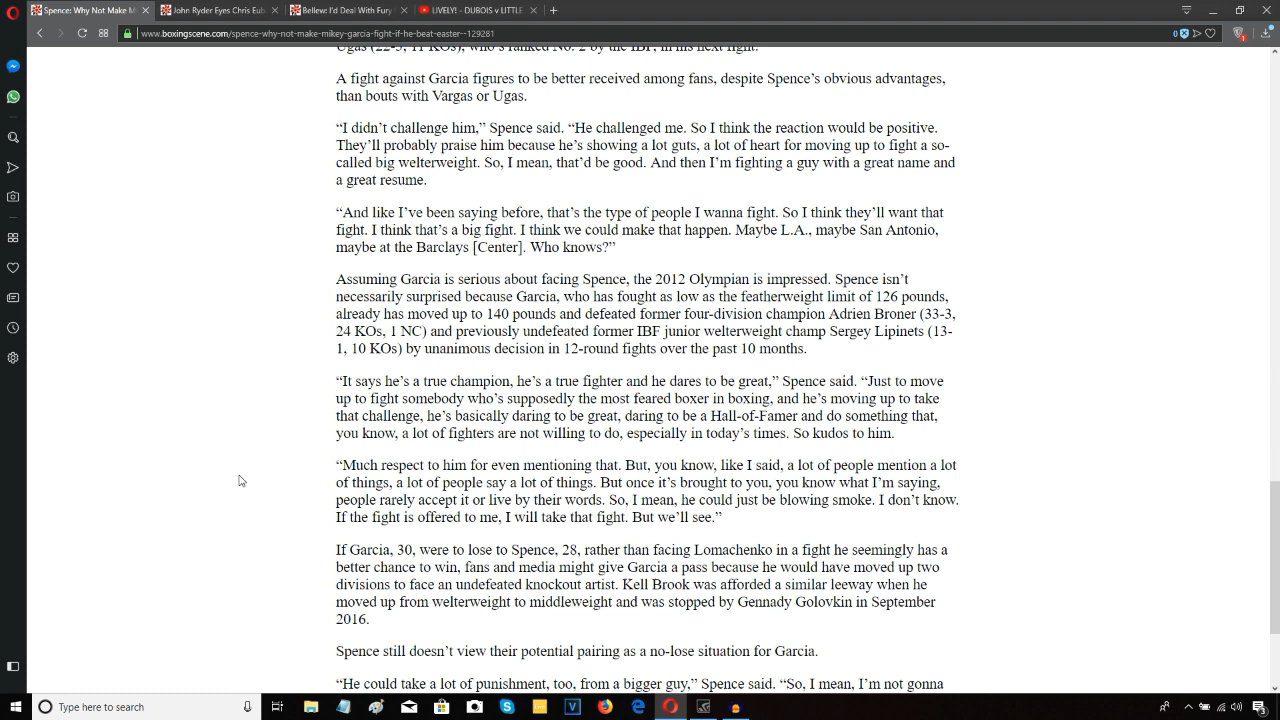 Spence: Why Not Make M
John Ryder Eyes Chris Eub
Bellew: I'd Deal With Fury
LIVELY! - DUBOIS v LITTLE
www.boxingscene.com/spence-why-not-make-mikey-garcia-fight-if-he-beat-easter--129281
0
Ugas (22-3, 11 KOs), who's ranked No. 2 by the IBF, in his next fight.
A fight against Garcia figures to be better received among fans, despite Spence's obvious advantages,
than bouts with Vargas or Ugas.
“I didn't challenge him,” Spence said. “He challenged me. So I think the reaction would be positive.
They'll probably praise him because he's showing a lot guts, a lot of heart for moving up to fight a so-
called big welterweight. So, I mean, that'd be good. And then I'm fighting a guy with a great name and
a great resume.
“And like I've been saying before, that's the type of people I wanna fight. So I think they'll want that
fight. I think that's a big fight. I think we could make that happen. Maybe L.A., maybe San Antonio,
maybe at the Barclays [Center]. Who knows?”
Assuming Garcia is serious about facing Spence, the 2012 Olympian is impressed. Spence isn't
necessarily surprised because Garcia, who has fought as low as the featherweight limit of 126 pounds,
already has moved up to 140 pounds and defeated former four-division champion Adrien Broner (33-3,
24 KOs, 1 NC) and previously undefeated former IBF junior welterweight champ Sergey Lipinets (13-
1, 10 KOs) by unanimous decision in 12-round fights over the past 10 months.
“It says he's a true champion, he's a true fighter and he dares to be great,” Spence said. “Just to move
up to fight somebody who's supposedly the most feared boxer in boxing, and he's moving up to take
that challenge, he's basically daring to be great, daring to be a Hall-of-Famer and do something that,
you know, a lot of fighters are not willing to do, especially in today's times. So kudos to him.
“Much respect to him for even mentioning that. But, you know, like I said, a lot of people mention a lot
of things, a lot of people say a lot of things. But once it's brought to you, you know what I'm saying,
people rarely accept it or live by their words. So, I mean, he could just be blowing smoke. I don't know.
If the fight is offered to me, I will take that fight. But we'll see.”
If Garcia, 30, were to lose to Spence, 28, rather than facing Lomachenko in a fight he seemingly has a
better chance to win, fans and media might give Garcia a pass because he would have moved up two
divisions to face an undefeated knockout artist. Kell Brook was afforded a similar leeway when he
moved up from welterweight to middleweight and was stopped by Gennady Golovkin in September
2016.
Spence still doesn't view their potential pairing as a no-lose situation for Garcia.
“He could take a lot of punishment, too, from a bigger guy,” Spence said. “So, I mean, I'm not gonna
Type here to search